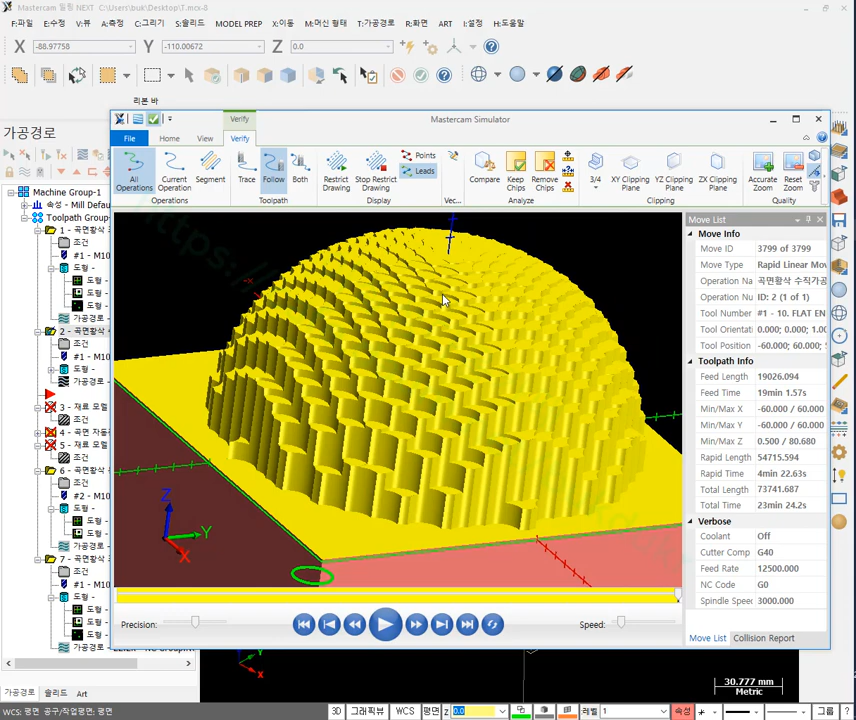 Mastercam 밀링 NEXT C:\Users\buk\Desktop\T.mcx-8
F:파일 E:수정 V:뷰 A:측정 C:그리기 S:솔리드 MODEL PREP X:이동 M:머신 형태 T:가공경로 R:화면 ART I:설정 H:도움말
X -88.97758 Y -110.00672 Z 0.0
리본 바
가공경로
Mastercam Simulator
Verify
File Home View Verify
All Operations
Current Operation
Segment
Operations
Trace
Follow
Both
Toolpath
Restrict Drawing
Stop Restrict Drawing
Points
Leads
Display
Vec...
Compare
Keep Chips
Remove Chips
Analyze
3/4
XY Clipping Plane
YZ Clipping Plane
ZX Clipping Plane
Clipping
Accurate Zoom
Reset Zoom
Quality
Machine Group-1
속성 - Mill Defau
Toolpath Group-
1 - 곡면황삭
조건
#1 - M10
도형 -
가공경로
2 - 곡면황삭
조건
#1 - M10
도형 -
가공경로
3 - 재료 모델
조건
4 - 곡면 자동
5 - 재료 모델
조건
6 - 곡면황삭
조건
#2 - M10
도형 -
가공경로
7 - 곡면황삭
조건
#1 - M10
도형 -
Z
Y
X
Move List
Move Info
Move ID 3799 of 3799
Move Type Rapid Linear Mov
Operation Na 곡면황삭 수직가공
Operation Nu ID: 2 (1 of 1)
Tool Number #1 - 10. FLAT EN
Tool Orientati 0.000; 0.000; 1.00
Tool Position -60.000; 60.000;
Toolpath Info
Feed Length 19026.094
Feed Time 19min 1.57s
Min/Max X -60.000 / 60.000
Min/Max Y -60.000 / 60.000
Min/Max Z 0.500 / 80.680
Rapid Length 54715.594
Rapid Time 4min 22.63s
Total Length 73741.687
Total Time 23min 24.2s
Verbose
Coolant Off
Cutter Comp G40
Feed Rate 12500.000
NC Code G0
Spindle Speed 3000.000
Move List Collision Report
Precision:
Speed:
가공경로 솔리드 Art
30.777 mm
Metric
WCS: 평면 공구/작업평면: 평면
3D 그래픽뷰 WCS 평면 Z 0.0 레벨 1 속성 그룹 ?